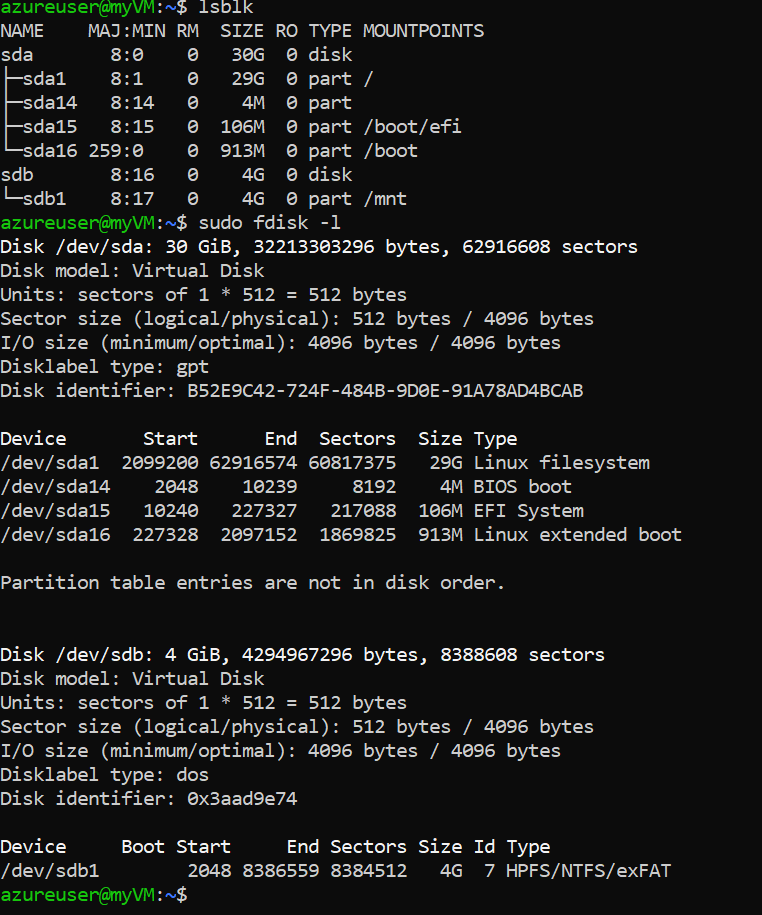 azureuser@myVM:~$ lsblk
NAME    MAJ:MIN RM   SIZE RO TYPE MOUNTPOINTS
sda       8:0    0    30G  0 disk
├─sda1    8:1    0    29G  0 part /
├─sda14   8:14   0     4M  0 part
├─sda15   8:15   0   106M  0 part /boot/efi
└─sda16 259:0    0   913M  0 part /boot
sdb       8:16   0     4G  0 disk
└─sdb1    8:17   0     4G  0 part /mnt
azureuser@myVM:~$ sudo fdisk -l
Disk /dev/sda: 30 GiB, 32213303296 bytes, 62916608 sectors
Disk model: Virtual Disk
Units: sectors of 1 * 512 = 512 bytes
Sector size (logical/physical): 512 bytes / 4096 bytes
I/O size (minimum/optimal): 4096 bytes / 4096 bytes
Disklabel type: gpt
Disk identifier: B52E9C42-724F-484B-9D0E-91A78AD4BCAB
Device       Start      End  Sectors  Size Type
/dev/sda1  2099200 62916574 60817375   29G Linux filesystem
/dev/sda14    2048    10239     8192    4M BIOS boot
/dev/sda15   10240   227327   217088  106M EFI System
/dev/sda16  227328  2097152  1869825  913M Linux extended boot
Partition table entries are not in disk order.
Disk /dev/sdb: 4 GiB, 4294967296 bytes, 8388608 sectors
Disk model: Virtual Disk
Units: sectors of 1 * 512 = 512 bytes
Sector size (logical/physical): 512 bytes / 4096 bytes
I/O size (minimum/optimal): 4096 bytes / 4096 bytes
Disklabel type: dos
Disk identifier: 0x3aad9e74
Device     Boot Start     End Sectors Size Id Type
/dev/sdb1        2048 8386559 8384512   4G  7 HPFS/NTFS/exFAT
azureuser@myVM:~$